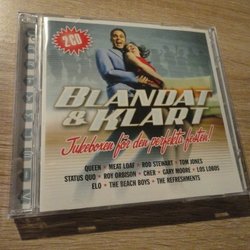 2CD
BLANDAT
& KLART
Jukeboxen för den perfekta festen!
QUEEN • MEAT LOAF • ROD STEWART • TOM JONES
STATUS QUO • ROY ORBISON • CHER • GARY MOORE • LOS LOBOS
ELO • THE BEACH BOYS • THE REFRESHMENTS